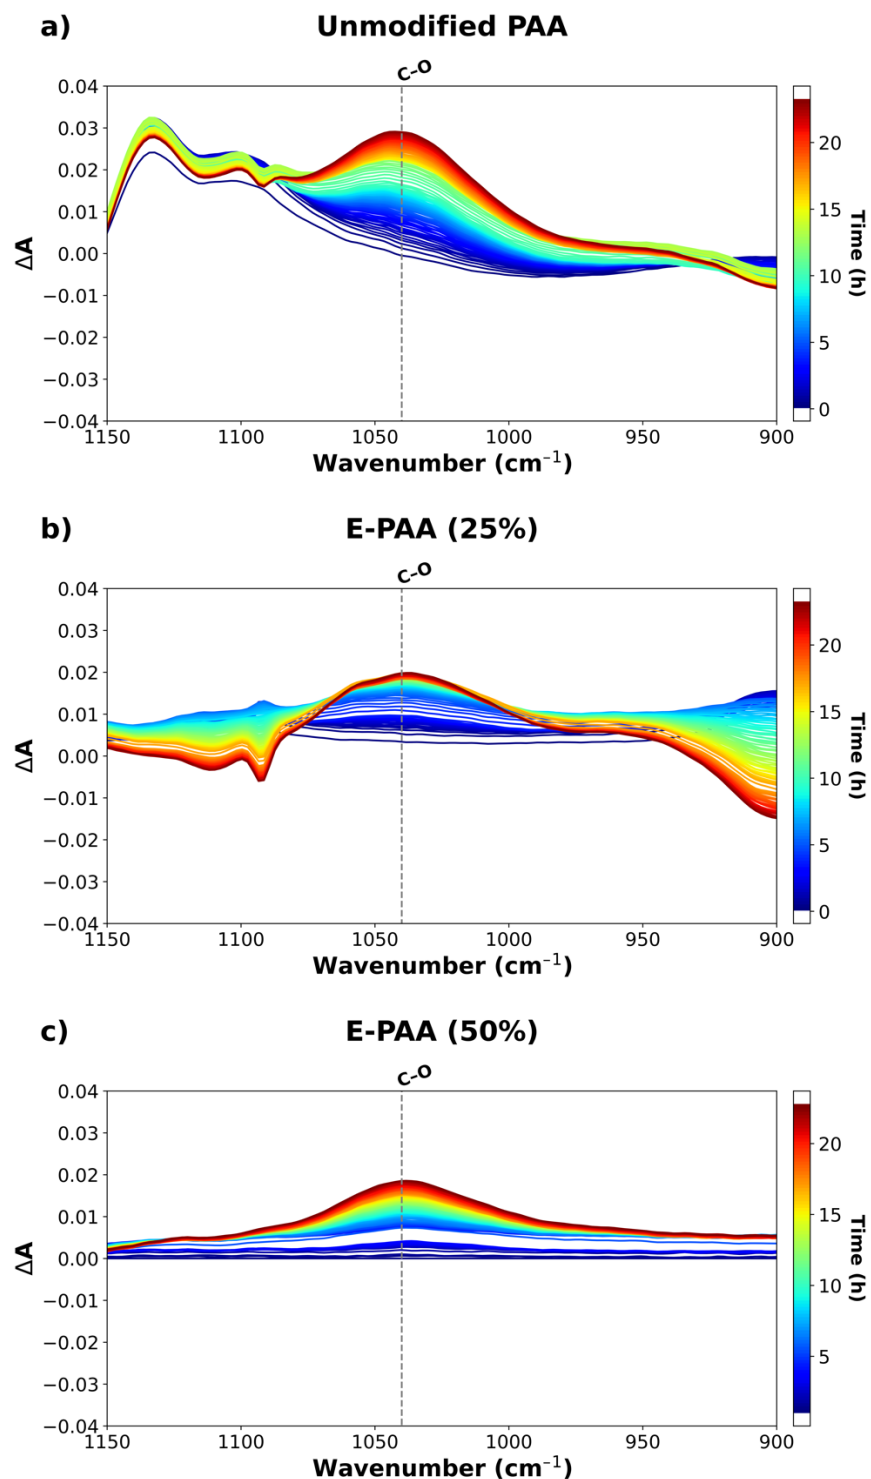 a) Unmodified PAA
C–O
0.04
0.03
0.02
0.01
0.00
−0.01
−0.02
−0.03
−0.04
ΔA
1150 1100 1050 1000 950 900
Wavenumber (cm⁻¹)
20
15
10
5
0
Time (h)
b) E-PAA (25%)
C–O
0.04
0.03
0.02
0.01
0.00
−0.01
−0.02
−0.03
−0.04
ΔA
1150 1100 1050 1000 950 900
Wavenumber (cm⁻¹)
20
15
10
5
0
Time (h)
c) E-PAA (50%)
C–O
0.04
0.03
0.02
0.01
0.00
−0.01
−0.02
−0.03
−0.04
ΔA
1150 1100 1050 1000 950 900
Wavenumber (cm⁻¹)
20
15
10
5
Time (h)